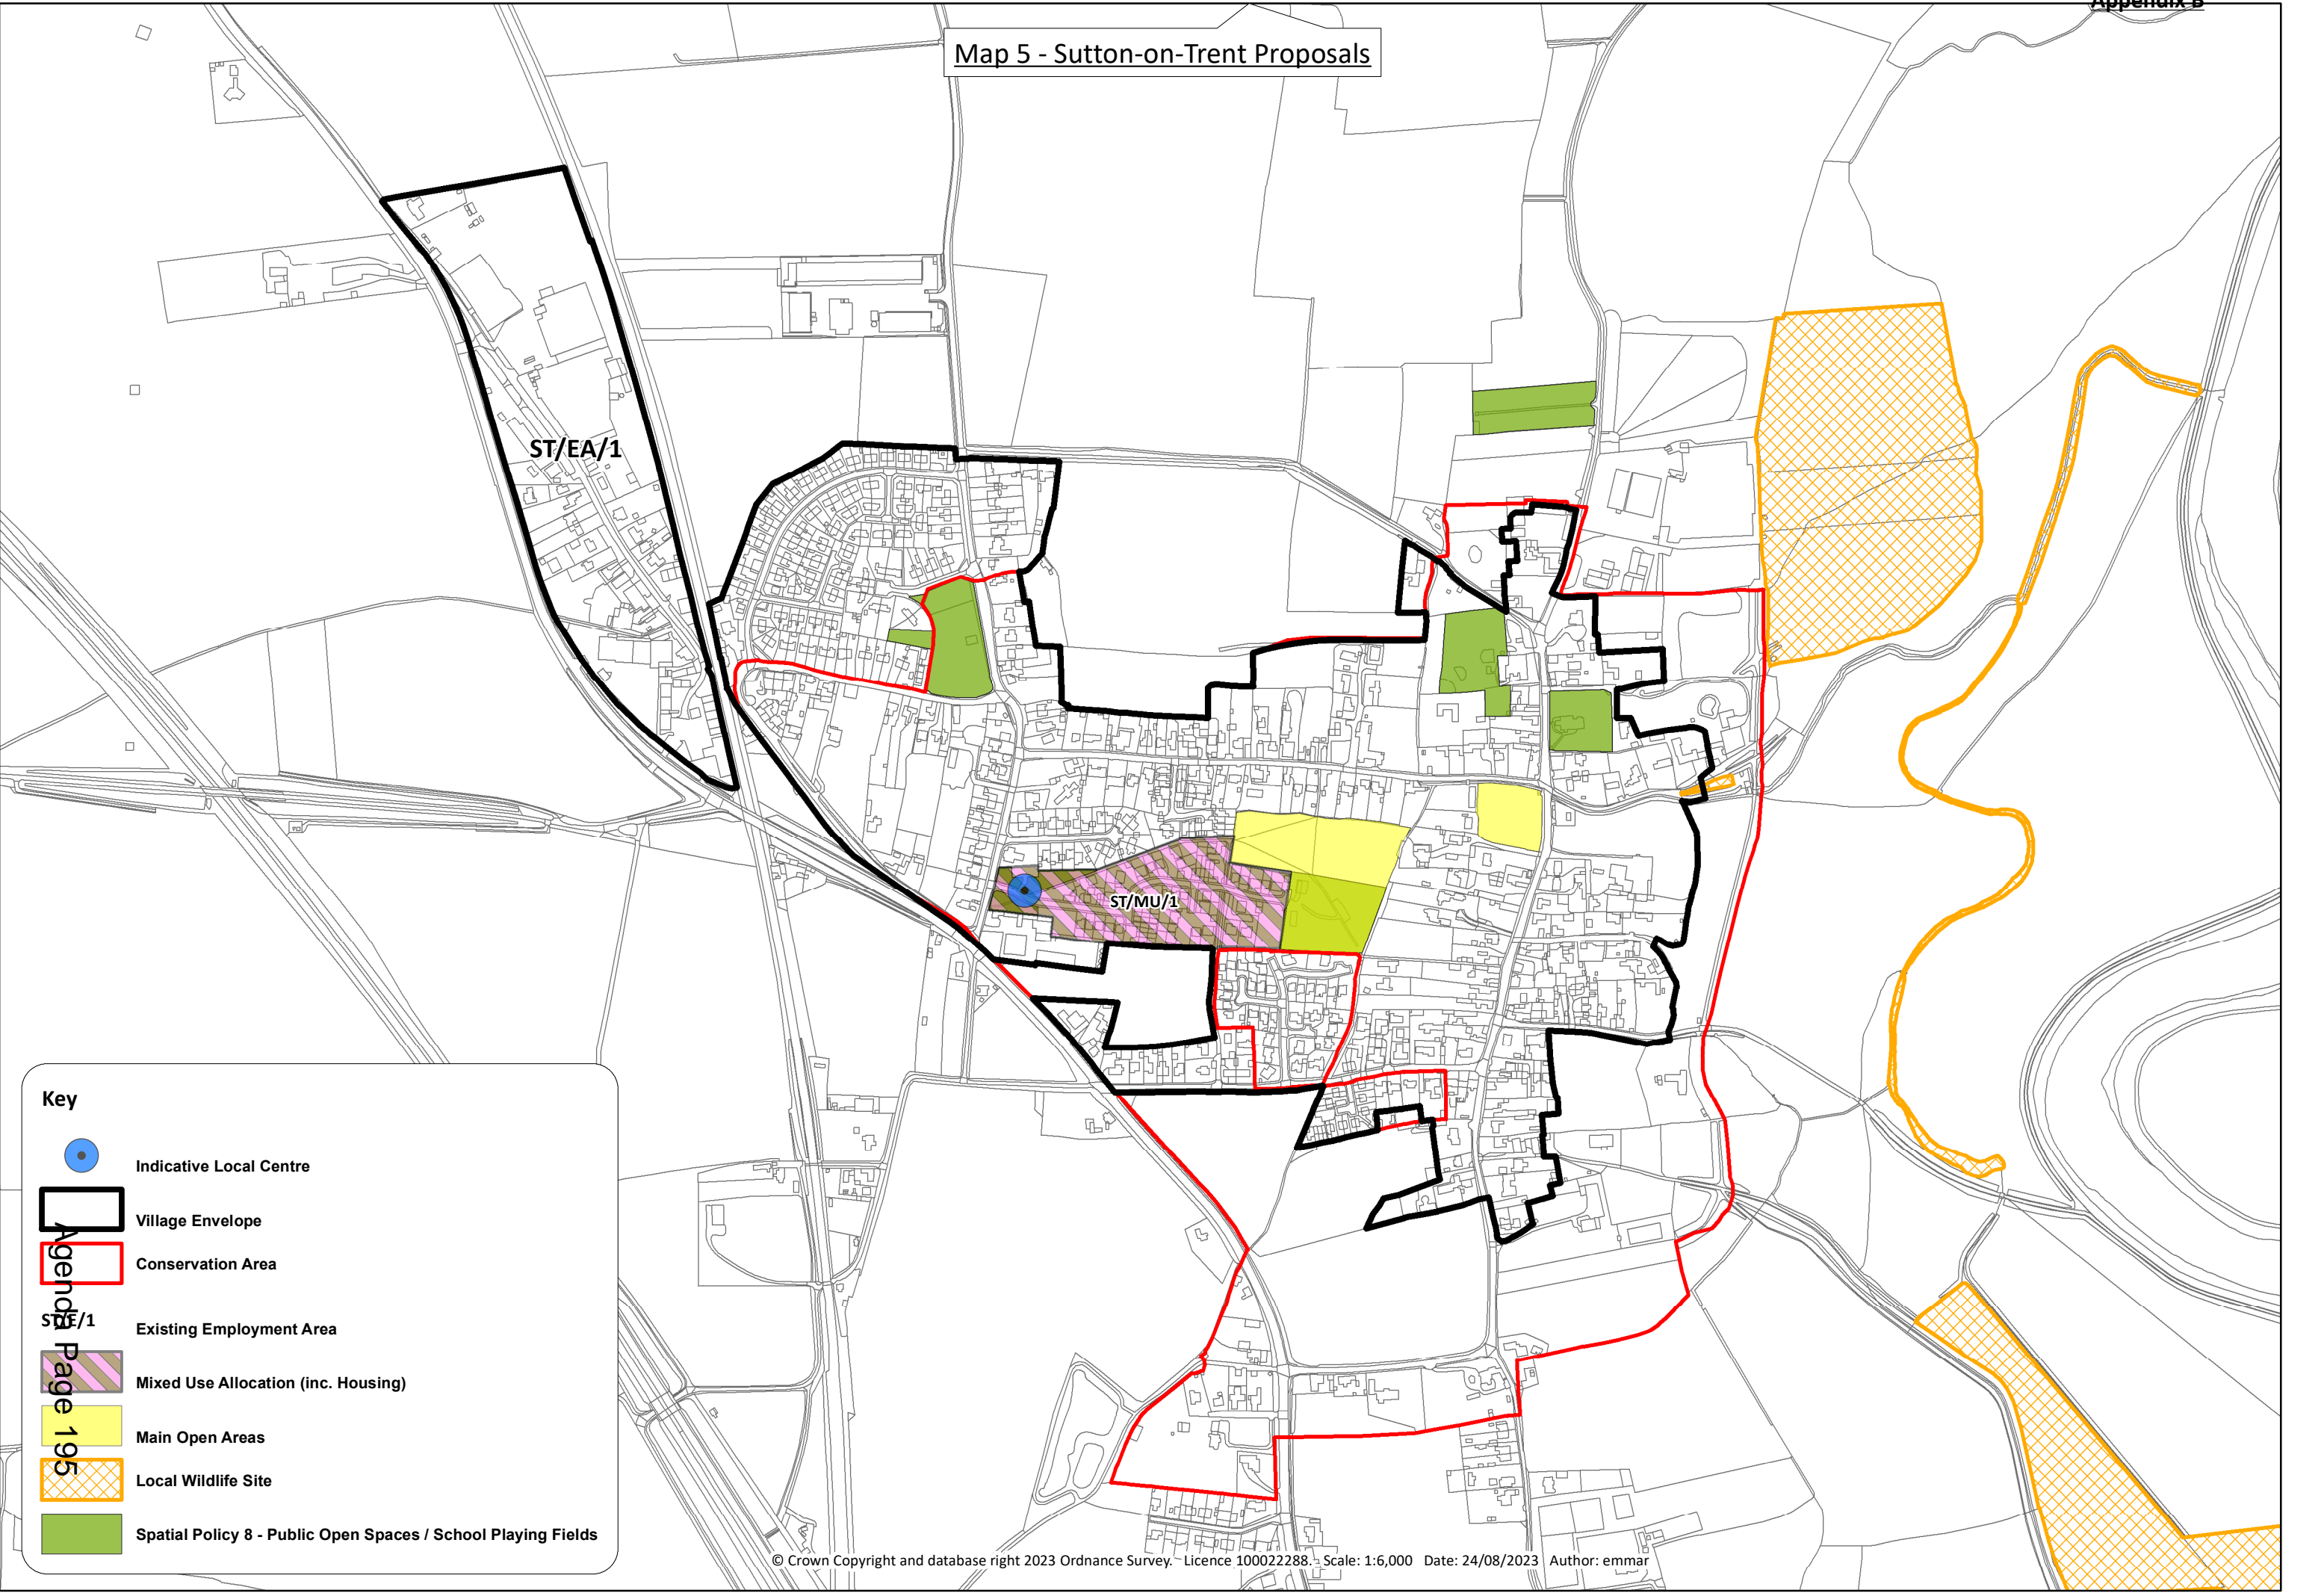 Appendix B
Map 5 - Sutton-on-Trent Proposals
ST/EA/1
ST/MU/1
Key
Indicative Local Centre
Village Envelope
Conservation Area
ST/E/1
Existing Employment Area
Mixed Use Allocation (inc. Housing)
Main Open Areas
Local Wildlife Site
Spatial Policy 8 - Public Open Spaces / School Playing Fields
Agenda Page 195
© Crown Copyright and database right 2023 Ordnance Survey. Licence 100022288. Scale: 1:6,000 Date: 24/08/2023 Author: emmar